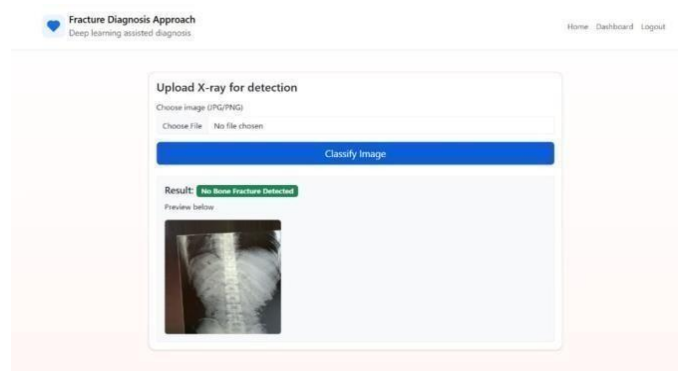 Fracture Diagnosis Approach
Deep learning assisted diagnosis
Home Dashboard Logout
Upload X-ray for detection
Choose image (JPG/PNG)
Choose File No file chosen
Classify Image
Result: No Bone Fracture Detected
Preview below